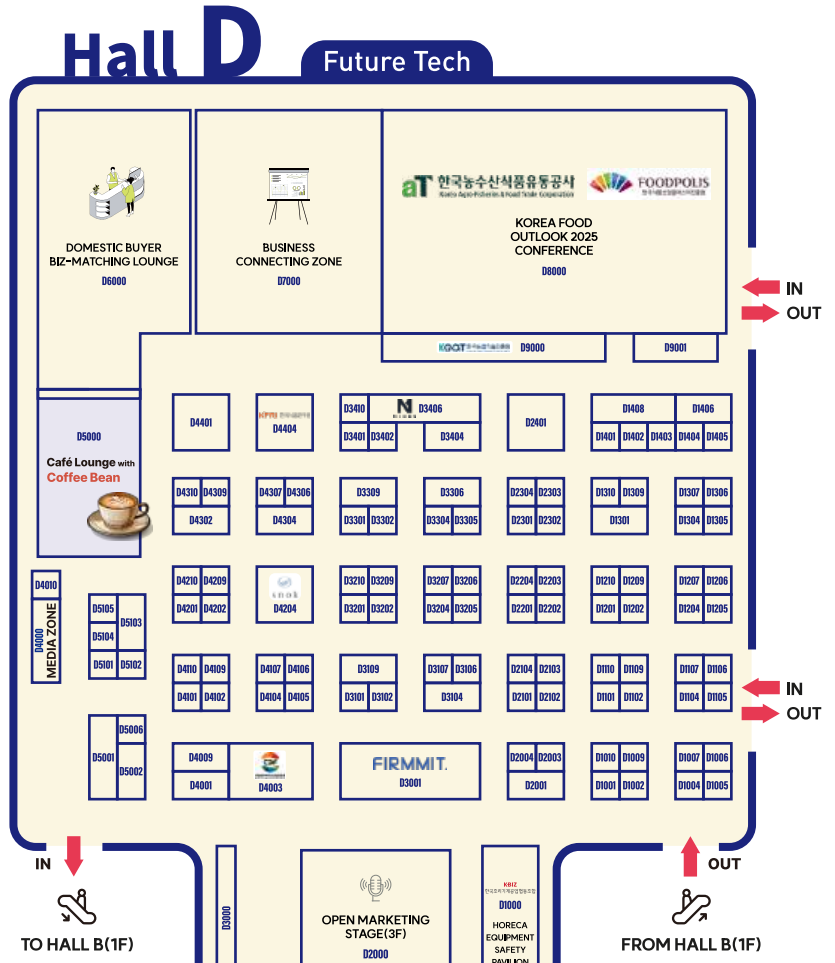 Hall D
Future Tech
aT 한국농수산식품유통공사
Korea Agro-Fisheries & Food Trade Corporation
FOODPOLIS
DOMESTIC BUYER
BIZ-MATCHING LOUNGE
D6000
BUSINESS
CONNECTING ZONE
D7000
KOREA FOOD
OUTLOOK 2025
CONFERENCE
D8000
IN
OUT
D9000
D9001
D5000
Café Lounge with
Coffee Bean
D4401
D4404
D3410
N
D3406
D3401 D3402
D3404
D2401
D1408
D1406
D1401 D1402 D1403 D1404 D1405
D4310 D4309
D4302
D4307 D4306
D4304
D3309
D3301 D3302
D3306
D3304 D3305
D2304 D2303
D2301 D2302
D1310 D1309
D1301
D1307 D1306
D1304 D1305
D4010
D4000
MEDIA ZONE
D5105
D5103
D5104
D5101 D5102
D4210 D4209
D4201 D4202
snok
D4204
D3210 D3209
D3201 D3202
D3207 D3206
D3204 D3205
D2204 D2203
D2201 D2202
D1210 D1209
D1201 D1202
D1207 D1206
D1204 D1205
D4110 D4109
D4101 D4102
D4107 D4106
D4104 D4105
D3109
D3101 D3102
D3107 D3106
D3104
D2104 D2103
D2101 D2102
D1110 D1109
D1101 D1102
D1107 D1106
D1104 D1105
IN
OUT
D5006
D5001
D5002
D4009
D4001
D4003
FIRMMIT.
D3001
D2004 D2003
D2001
D1010 D1009
D1001 D1002
D1007 D1006
D1004 D1005
IN
TO HALL B(1F)
D3000
OPEN MARKETING
STAGE(3F)
D2000
KBIZ
D1000
HORECA
EQUIPMENT
SAFETY
PAVILION
OUT
FROM HALL B(1F)